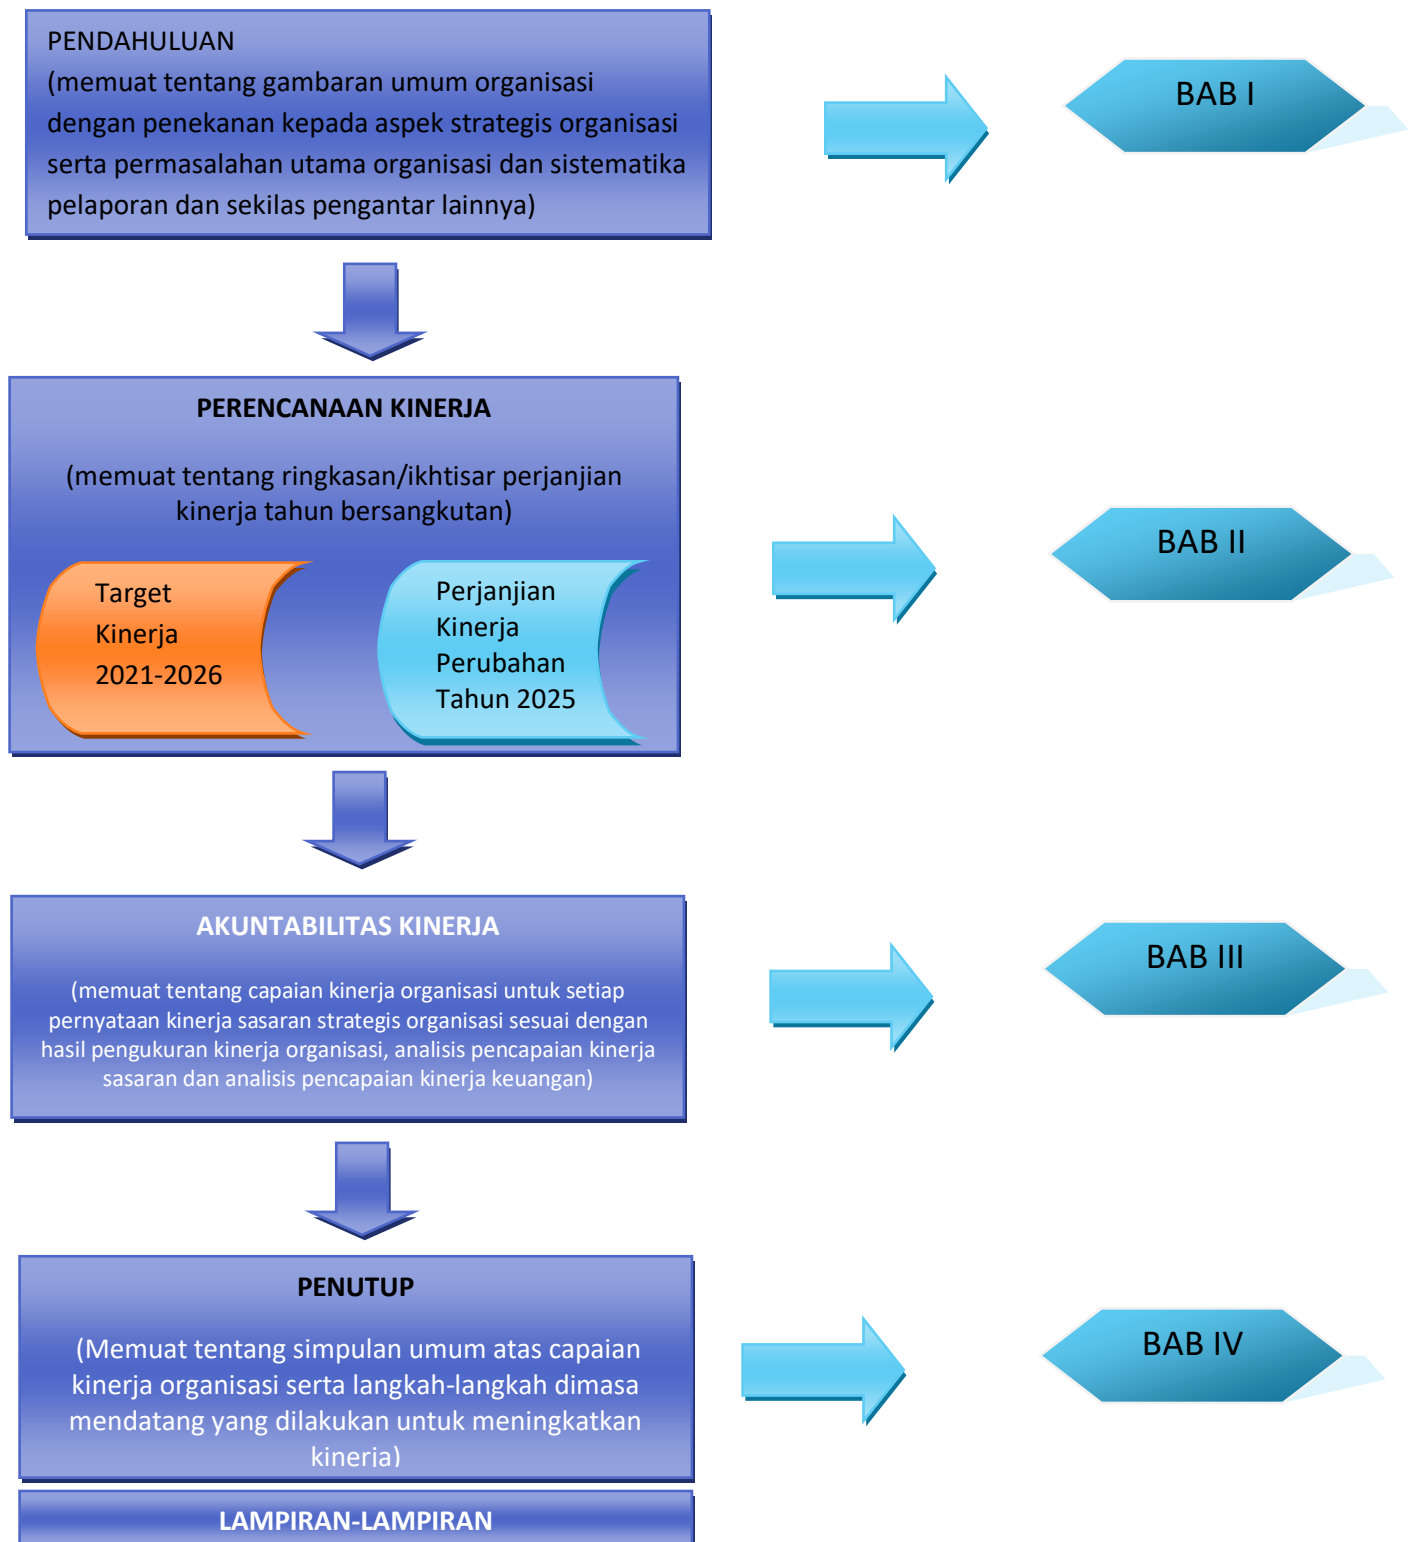 PENDAHULUAN
(memuat tentang gambaran umum organisasi
dengan penekanan kepada aspek strategis organisasi
serta permasalahan utama organisasi dan sistematika
pelaporan dan sekilas pengantar lainnya)
BAB I
PERENCANAAN KINERJA
(memuat tentang ringkasan/ikhtisar perjanjian
kinerja tahun bersangkutan)
Target
Kinerja
2021-2026
Perjanjian
Kinerja
Perubahan
Tahun 2025
BAB II
AKUNTABILITAS KINERJA
(memuat tentang capaian kinerja organisasi untuk setiap
pernyataan kinerja sasaran strategis organisasi sesuai dengan
hasil pengukuran kinerja organisasi, analisis pencapaian kinerja
sasaran dan analisis pencapaian kinerja keuangan)
BAB III
PENUTUP
(Memuat tentang simpulan umum atas capaian
kinerja organisasi serta langkah-langkah dimasa
mendatang yang dilakukan untuk meningkatkan
kinerja)
BAB IV
LAMPIRAN-LAMPIRAN